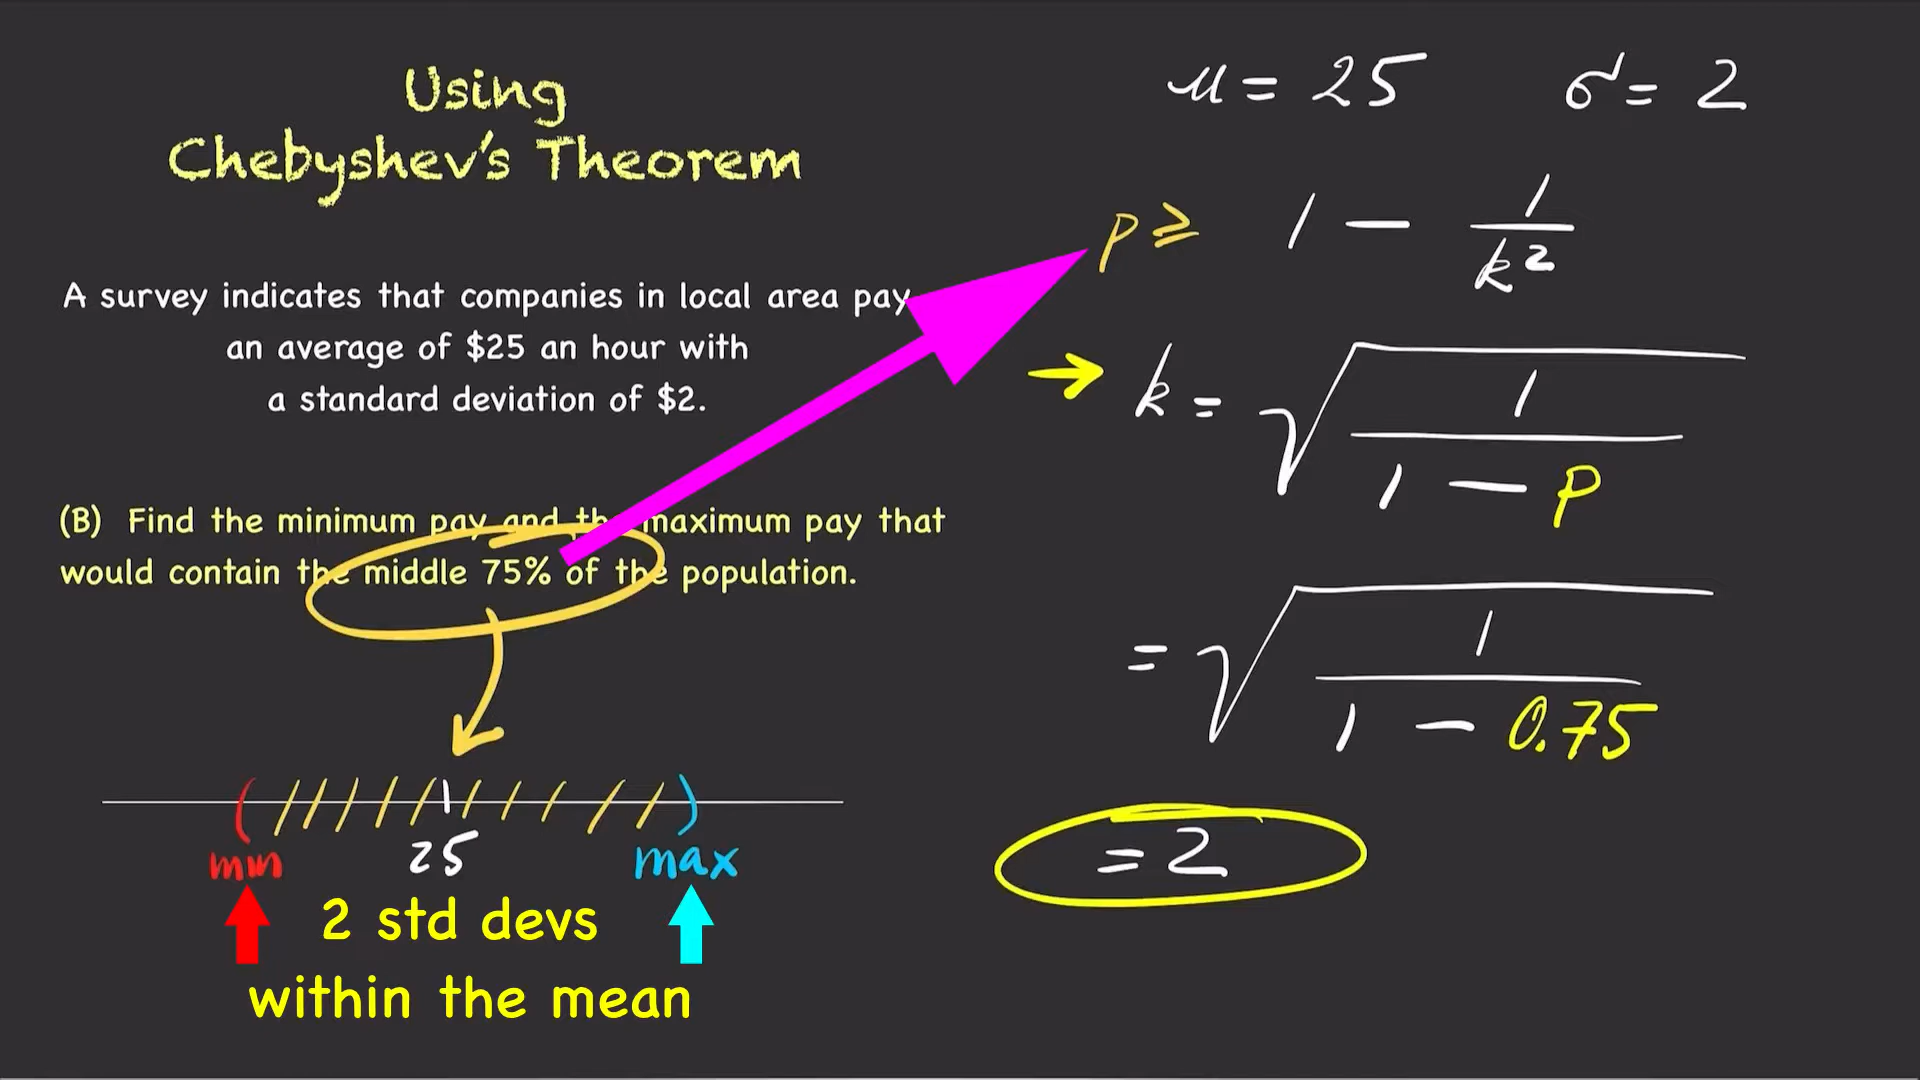 Using
Chebyshev's Theorem
A survey indicates that companies in local area pay
an average of $25 an hour with
a standard deviation of $2.
(B) Find the minimum pay and the maximum pay that
would contain the middle 75% of the population.
min 25 max
2 std devs
within the mean
μ = 25 σ = 2
p ≥ 1 - 1/k²
→ k = √(1/(1 - p))
= √(1/(1 - 0.75))
= 2